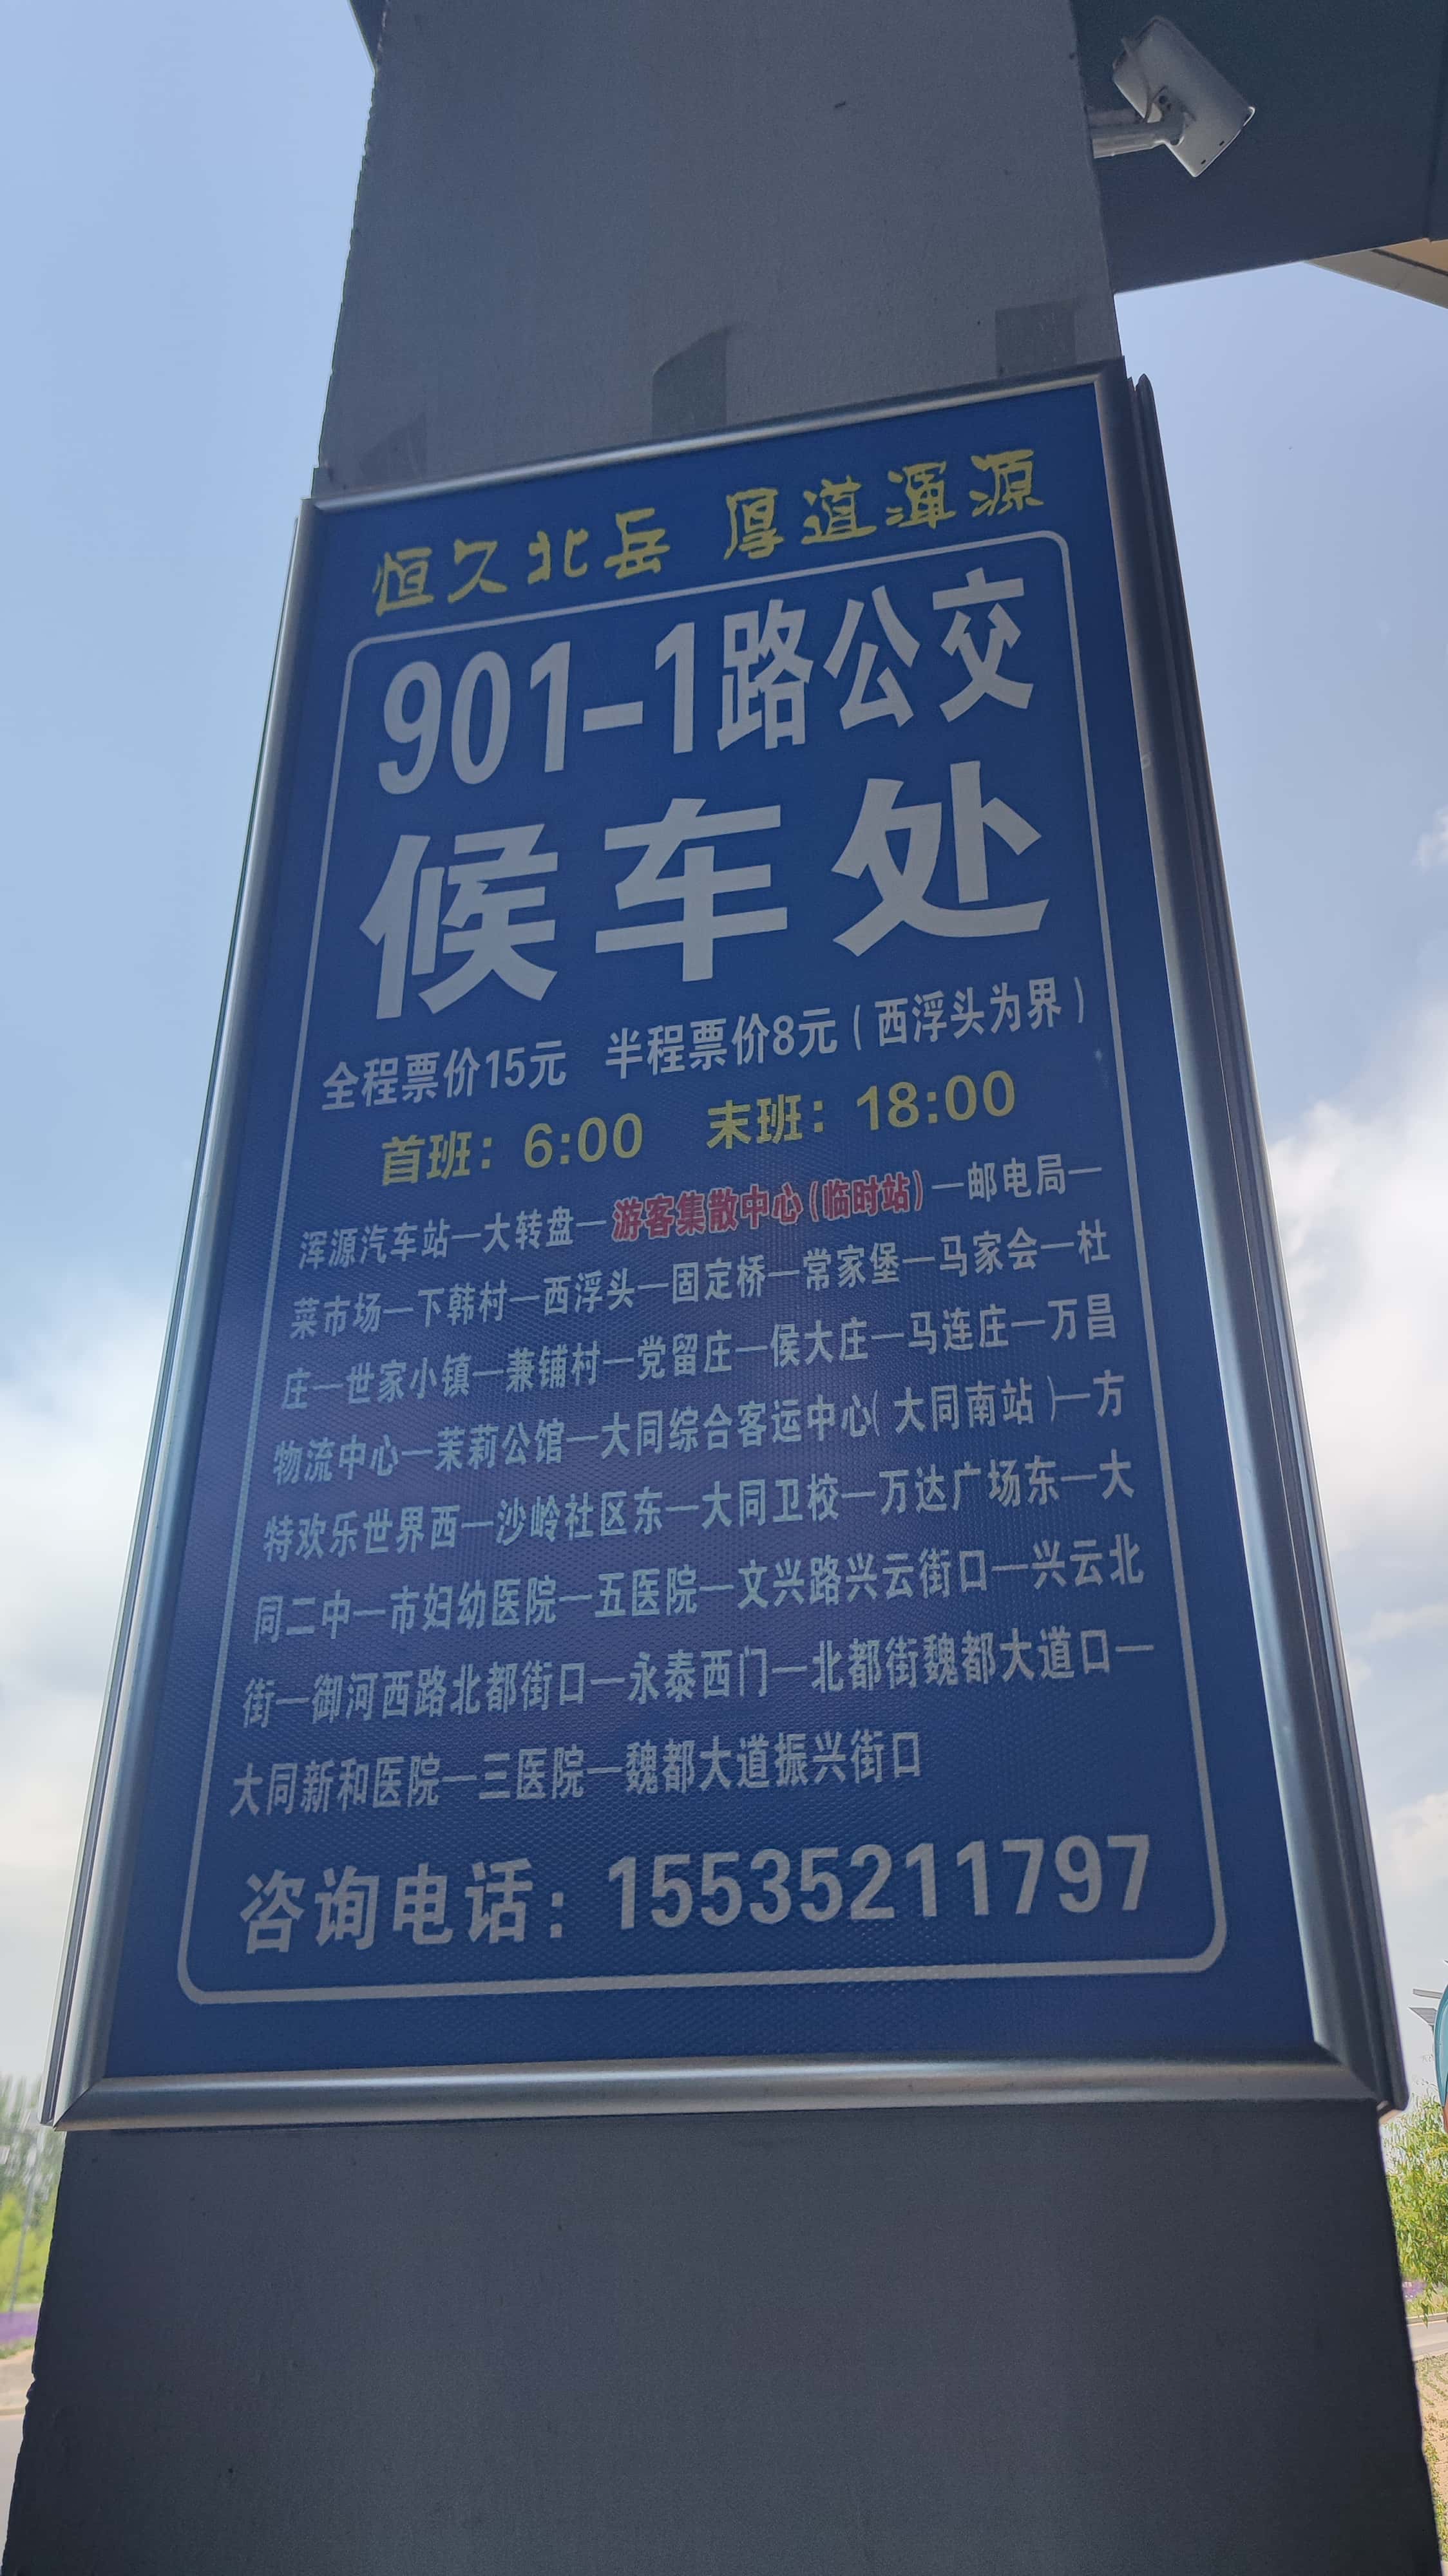 恒久北岳 厚道浑源
901-1路公交
候车处
全程票价15元 半程票价8元（西浮头为界）
首班：6:00 末班：18:00
浑源汽车站—大转盘—游客集散中心（临时站）—邮电局—
菜市场—下韩村—西浮头—固定桥—常家堡—马家会—杜
庄—世家小镇—兼铺村—党留庄—侯大庄—马连庄—万昌
物流中心—茉莉公馆—大同综合客运中心（大同南站）—方
特欢乐世界西—沙岭社区东—大同卫校—万达广场东—大
同二中—市妇幼医院—五医院—文兴路兴云街口—兴云北
街—御河西路北都街口—永泰西门—北都街魏都大道口—
大同新和医院—三医院—魏都大道振兴街口
咨询电话：15535211797